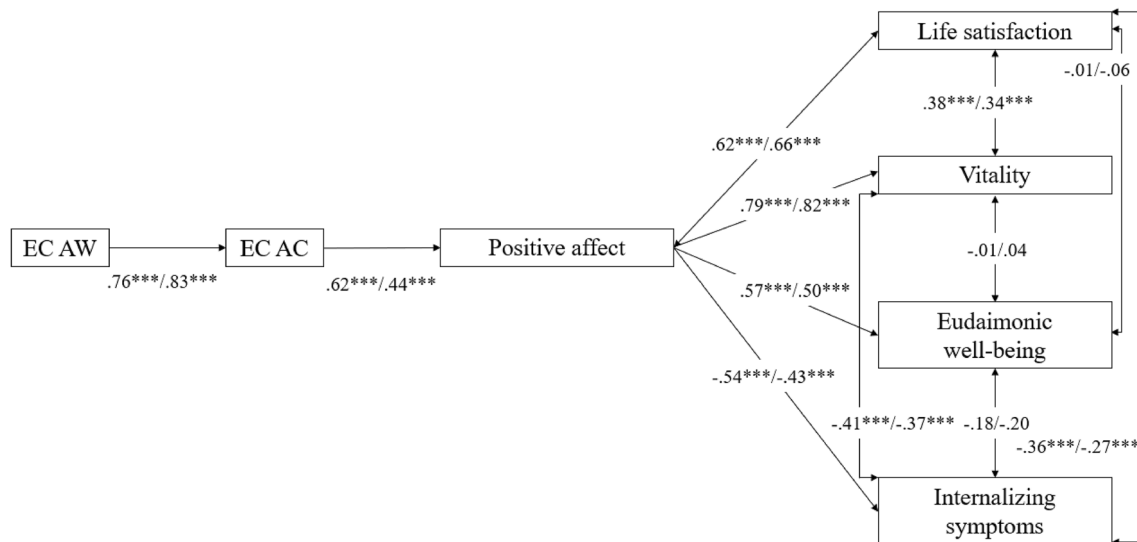 Life satisfaction
-.01/-.06
.38***/.34***
.62***/.66***
Vitality
.79***/.82***
EC AW
EC AC
Positive affect
-.01/.04
.76***/.83***
.62***/.44***
.57***/.50***
Eudaimonic
well-being
-.54***/-.43***
-.41***/-.37***
-.18/-.20
-.36***/-.27***
Internalizing
symptoms